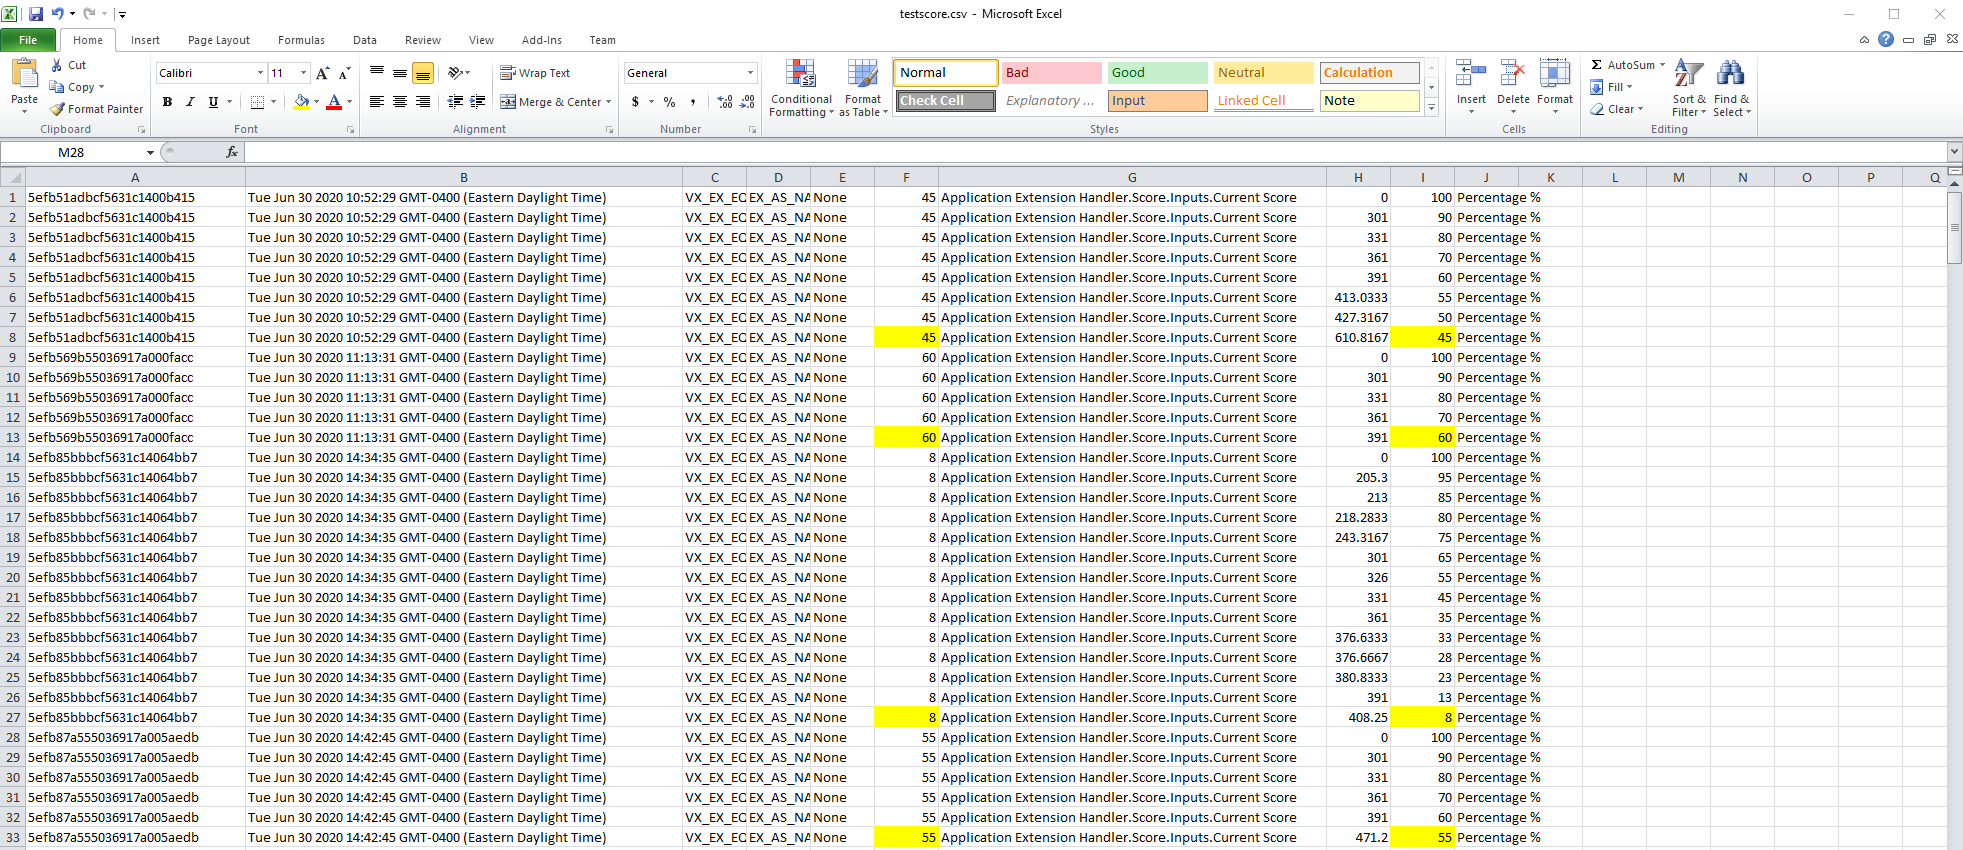 testscore.csv - Microsoft Excel
File Home Insert Page Layout Formulas Data Review View Add-Ins Team
Paste Cut Copy Format Painter Clipboard
Calibri 11 B I U A Font
Wrap Text Merge & Center Alignment
General $ % , Number
Conditional Formatting Format as Table
Normal Bad Good Neutral Calculation
Check Cell Explanatory ... Input Linked Cell Note
Styles
Insert Delete Format Cells
AutoSum Fill Clear Sort & Filter Find & Select Editing
M28 fx
A B C D E F G H I J K L M N O P Q
1 5efb51adbcf5631c1400b415 Tue Jun 30 2020 10:52:29 GMT-0400 (Eastern Daylight Time) VX_EX_EC EX_AS_NA None 45 Application Extension Handler.Score.Inputs.Current Score 0 100 Percentage %
2 5efb51adbcf5631c1400b415 Tue Jun 30 2020 10:52:29 GMT-0400 (Eastern Daylight Time) VX_EX_EC EX_AS_NA None 45 Application Extension Handler.Score.Inputs.Current Score 301 90 Percentage %
3 5efb51adbcf5631c1400b415 Tue Jun 30 2020 10:52:29 GMT-0400 (Eastern Daylight Time) VX_EX_EC EX_AS_NA None 45 Application Extension Handler.Score.Inputs.Current Score 331 80 Percentage %
4 5efb51adbcf5631c1400b415 Tue Jun 30 2020 10:52:29 GMT-0400 (Eastern Daylight Time) VX_EX_EC EX_AS_NA None 45 Application Extension Handler.Score.Inputs.Current Score 361 70 Percentage %
5 5efb51adbcf5631c1400b415 Tue Jun 30 2020 10:52:29 GMT-0400 (Eastern Daylight Time) VX_EX_EC EX_AS_NA None 45 Application Extension Handler.Score.Inputs.Current Score 391 60 Percentage %
6 5efb51adbcf5631c1400b415 Tue Jun 30 2020 10:52:29 GMT-0400 (Eastern Daylight Time) VX_EX_EC EX_AS_NA None 45 Application Extension Handler.Score.Inputs.Current Score 413.0333 55 Percentage %
7 5efb51adbcf5631c1400b415 Tue Jun 30 2020 10:52:29 GMT-0400 (Eastern Daylight Time) VX_EX_EC EX_AS_NA None 45 Application Extension Handler.Score.Inputs.Current Score 427.3167 50 Percentage %
8 5efb51adbcf5631c1400b415 Tue Jun 30 2020 10:52:29 GMT-0400 (Eastern Daylight Time) VX_EX_EC EX_AS_NA None 45 Application Extension Handler.Score.Inputs.Current Score 610.8167 45 Percentage %
9 5efb569b55036917a000facc Tue Jun 30 2020 11:13:31 GMT-0400 (Eastern Daylight Time) VX_EX_EC EX_AS_NA None 60 Application Extension Handler.Score.Inputs.Current Score 0 100 Percentage %
10 5efb569b55036917a000facc Tue Jun 30 2020 11:13:31 GMT-0400 (Eastern Daylight Time) VX_EX_EC EX_AS_NA None 60 Application Extension Handler.Score.Inputs.Current Score 301 90 Percentage %
11 5efb569b55036917a000facc Tue Jun 30 2020 11:13:31 GMT-0400 (Eastern Daylight Time) VX_EX_EC EX_AS_NA None 60 Application Extension Handler.Score.Inputs.Current Score 331 80 Percentage %
12 5efb569b55036917a000facc Tue Jun 30 2020 11:13:31 GMT-0400 (Eastern Daylight Time) VX_EX_EC EX_AS_NA None 60 Application Extension Handler.Score.Inputs.Current Score 361 70 Percentage %
13 5efb569b55036917a000facc Tue Jun 30 2020 11:13:31 GMT-0400 (Eastern Daylight Time) VX_EX_EC EX_AS_NA None 60 Application Extension Handler.Score.Inputs.Current Score 391 60 Percentage %
14 5efb85bbbcf5631c14064bb7 Tue Jun 30 2020 14:34:35 GMT-0400 (Eastern Daylight Time) VX_EX_EC EX_AS_NA None 8 Application Extension Handler.Score.Inputs.Current Score 0 100 Percentage %
15 5efb85bbbcf5631c14064bb7 Tue Jun 30 2020 14:34:35 GMT-0400 (Eastern Daylight Time) VX_EX_EC EX_AS_NA None 8 Application Extension Handler.Score.Inputs.Current Score 205.3 95 Percentage %
16 5efb85bbbcf5631c14064bb7 Tue Jun 30 2020 14:34:35 GMT-0400 (Eastern Daylight Time) VX_EX_EC EX_AS_NA None 8 Application Extension Handler.Score.Inputs.Current Score 213 85 Percentage %
17 5efb85bbbcf5631c14064bb7 Tue Jun 30 2020 14:34:35 GMT-0400 (Eastern Daylight Time) VX_EX_EC EX_AS_NA None 8 Application Extension Handler.Score.Inputs.Current Score 218.2833 80 Percentage %
18 5efb85bbbcf5631c14064bb7 Tue Jun 30 2020 14:34:35 GMT-0400 (Eastern Daylight Time) VX_EX_EC EX_AS_NA None 8 Application Extension Handler.Score.Inputs.Current Score 243.3167 75 Percentage %
19 5efb85bbbcf5631c14064bb7 Tue Jun 30 2020 14:34:35 GMT-0400 (Eastern Daylight Time) VX_EX_EC EX_AS_NA None 8 Application Extension Handler.Score.Inputs.Current Score 301 65 Percentage %
20 5efb85bbbcf5631c14064bb7 Tue Jun 30 2020 14:34:35 GMT-0400 (Eastern Daylight Time) VX_EX_EC EX_AS_NA None 8 Application Extension Handler.Score.Inputs.Current Score 326 55 Percentage %
21 5efb85bbbcf5631c14064bb7 Tue Jun 30 2020 14:34:35 GMT-0400 (Eastern Daylight Time) VX_EX_EC EX_AS_NA None 8 Application Extension Handler.Score.Inputs.Current Score 331 45 Percentage %
22 5efb85bbbcf5631c14064bb7 Tue Jun 30 2020 14:34:35 GMT-0400 (Eastern Daylight Time) VX_EX_EC EX_AS_NA None 8 Application Extension Handler.Score.Inputs.Current Score 361 35 Percentage %
23 5efb85bbbcf5631c14064bb7 Tue Jun 30 2020 14:34:35 GMT-0400 (Eastern Daylight Time) VX_EX_EC EX_AS_NA None 8 Application Extension Handler.Score.Inputs.Current Score 376.6333 33 Percentage %
24 5efb85bbbcf5631c14064bb7 Tue Jun 30 2020 14:34:35 GMT-0400 (Eastern Daylight Time) VX_EX_EC EX_AS_NA None 8 Application Extension Handler.Score.Inputs.Current Score 376.6667 28 Percentage %
25 5efb85bbbcf5631c14064bb7 Tue Jun 30 2020 14:34:35 GMT-0400 (Eastern Daylight Time) VX_EX_EC EX_AS_NA None 8 Application Extension Handler.Score.Inputs.Current Score 380.8333 23 Percentage %
26 5efb85bbbcf5631c14064bb7 Tue Jun 30 2020 14:34:35 GMT-0400 (Eastern Daylight Time) VX_EX_EC EX_AS_NA None 8 Application Extension Handler.Score.Inputs.Current Score 391 13 Percentage %
27 5efb85bbbcf5631c14064bb7 Tue Jun 30 2020 14:34:35 GMT-0400 (Eastern Daylight Time) VX_EX_EC EX_AS_NA None 8 Application Extension Handler.Score.Inputs.Current Score 408.25 8 Percentage %
28 5efb87a555036917a005aedb Tue Jun 30 2020 14:42:45 GMT-0400 (Eastern Daylight Time) VX_EX_EC EX_AS_NA None 55 Application Extension Handler.Score.Inputs.Current Score 0 100 Percentage %
29 5efb87a555036917a005aedb Tue Jun 30 2020 14:42:45 GMT-0400 (Eastern Daylight Time) VX_EX_EC EX_AS_NA None 55 Application Extension Handler.Score.Inputs.Current Score 301 90 Percentage %
30 5efb87a555036917a005aedb Tue Jun 30 2020 14:42:45 GMT-0400 (Eastern Daylight Time) VX_EX_EC EX_AS_NA None 55 Application Extension Handler.Score.Inputs.Current Score 331 80 Percentage %
31 5efb87a555036917a005aedb Tue Jun 30 2020 14:42:45 GMT-0400 (Eastern Daylight Time) VX_EX_EC EX_AS_NA None 55 Application Extension Handler.Score.Inputs.Current Score 361 70 Percentage %
32 5efb87a555036917a005aedb Tue Jun 30 2020 14:42:45 GMT-0400 (Eastern Daylight Time) VX_EX_EC EX_AS_NA None 55 Application Extension Handler.Score.Inputs.Current Score 391 60 Percentage %
33 5efb87a555036917a005aedb Tue Jun 30 2020 14:42:45 GMT-0400 (Eastern Daylight Time) VX_EX_EC EX_AS_NA None 55 Application Extension Handler.Score.Inputs.Current Score 471.2 55 Percentage %